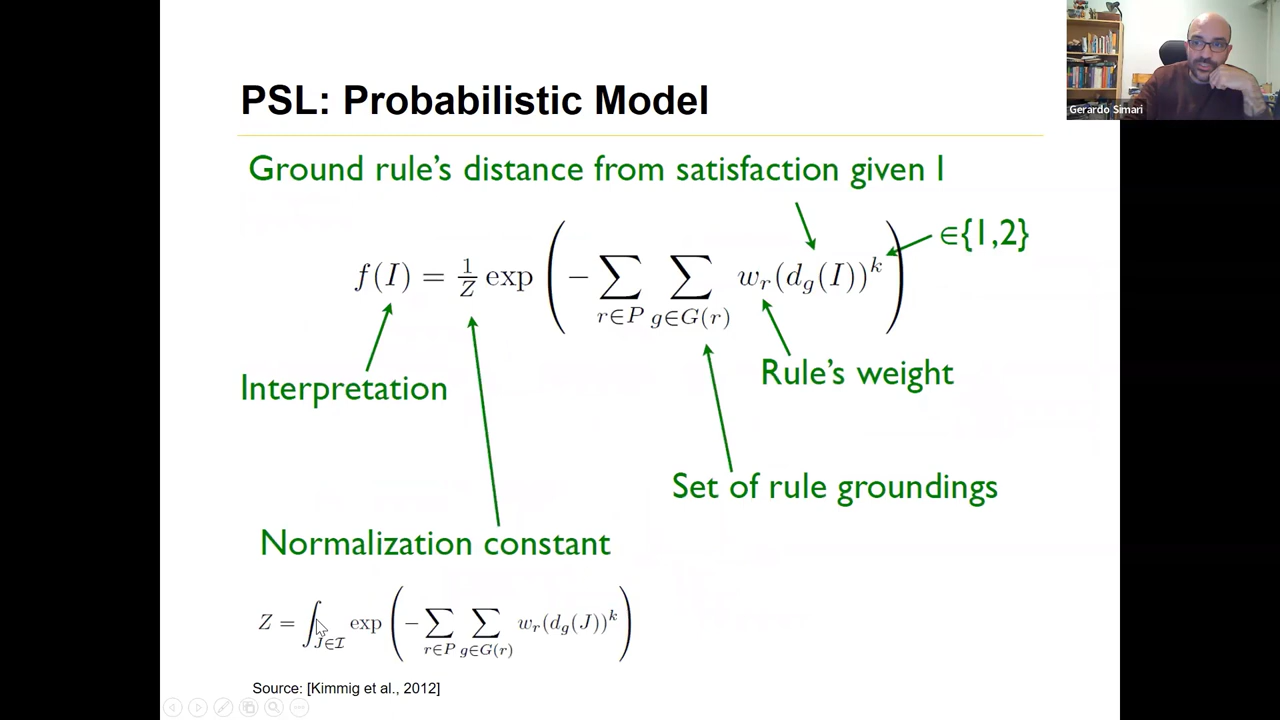 PSL: Probabilistic Model
Gerardo Simari
Ground rule's distance from satisfaction given I
∈{1,2}
f(I) = 1/Z exp ( − ∑_{r∈P} ∑_{g∈G(r)} w_r(d_g(I))^k )
Rule's weight
Interpretation
Set of rule groundings
Normalization constant
Z = ∫_{J∈ℐ} exp ( − ∑_{r∈P} ∑_{g∈G(r)} w_r(d_g(J))^k )
Source: [Kimmig et al., 2012]